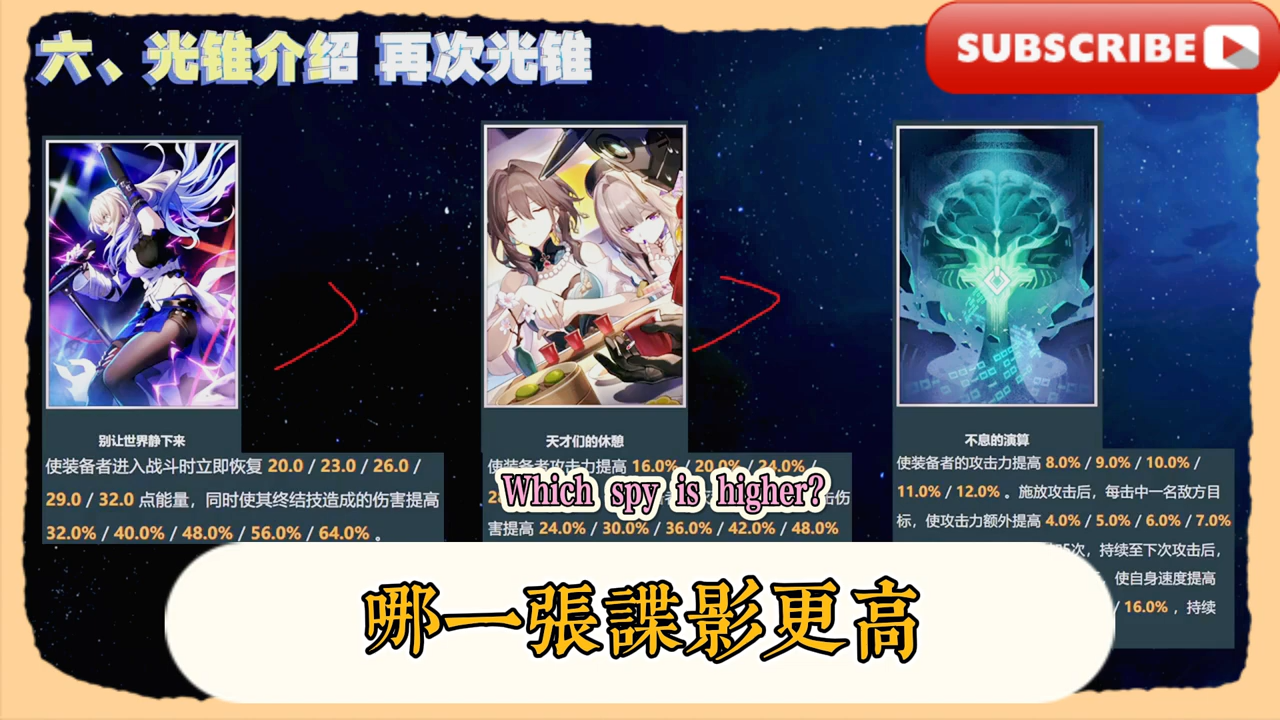 六、光锥介绍 再次光锥
SUBSCRIBE
别让世界静下来
使装备者进入战斗时立即恢复 20.0 / 23.0 / 26.0 /
29.0 / 32.0 点能量，同时使其终结技造成的伤害提高
32.0% / 40.0% / 48.0% / 56.0% / 64.0% 。
天才们的休憩
使装备者攻击力提高 16.0% / 20.0% / 24.0% /
击伤
害提高 24.0% / 30.0% / 36.0% / 42.0% / 48.0%
不息的演算
使装备者的攻击力提高 8.0% / 9.0% / 10.0% /
11.0% / 12.0% 。施放攻击后，每击中一名敌方目
标，使攻击力额外提高 4.0% / 5.0% / 6.0% / 7.0%
5次，持续至下次攻击后，
使自身速度提高
/ 16.0% ，持续
Which spy is higher?
哪一張諜影更高